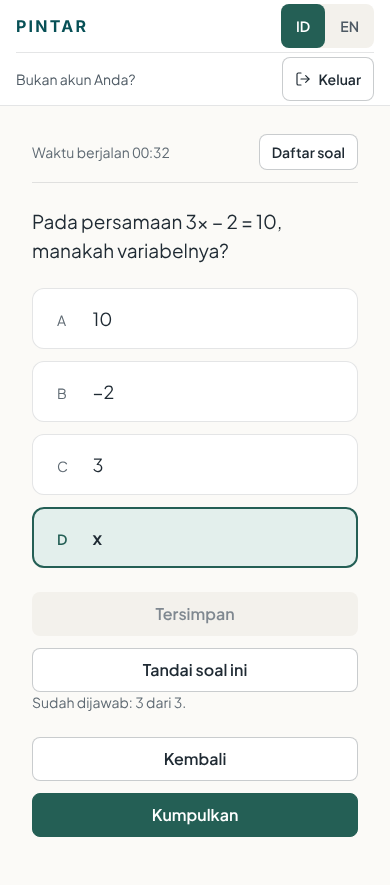 PINTAR
ID EN
Bukan akun Anda? Keluar
Waktu berjalan 00:32 Daftar soal
Pada persamaan 3× − 2 = 10,
manakah variabelnya?
A 10
B −2
C 3
D x
Tersimpan
Tandai soal ini
Sudah dijawab: 3 dari 3.
Kembali
Kumpulkan